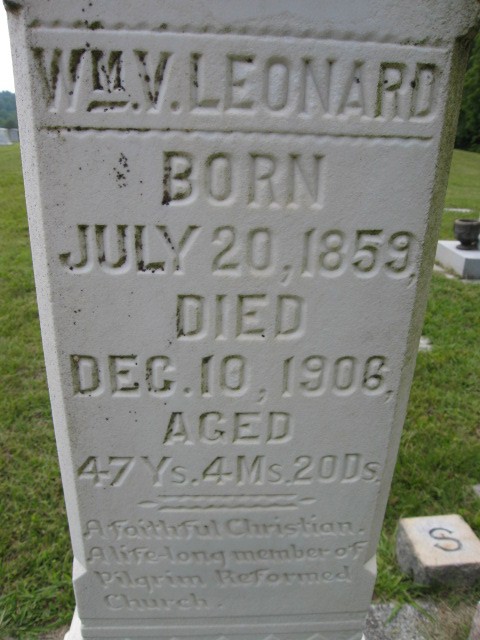 Wm. V. LEONARD
BORN
JULY 20, 1859,
DIED
DEC. 10, 1906,
AGED
47 Ys. 4 Ms. 20 Ds.
A faithful Christian.
A life-long member of
Pilgrim Reformed
Church.
S